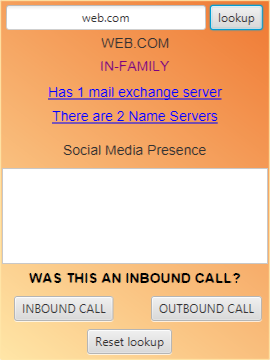 web.com lookup
WEB.COM
IN-FAMILY
Has 1 mail exchange server
There are 2 Name Servers
Social Media Presence
WAS THIS AN INBOUND CALL?
INBOUND CALL OUTBOUND CALL
Reset lookup